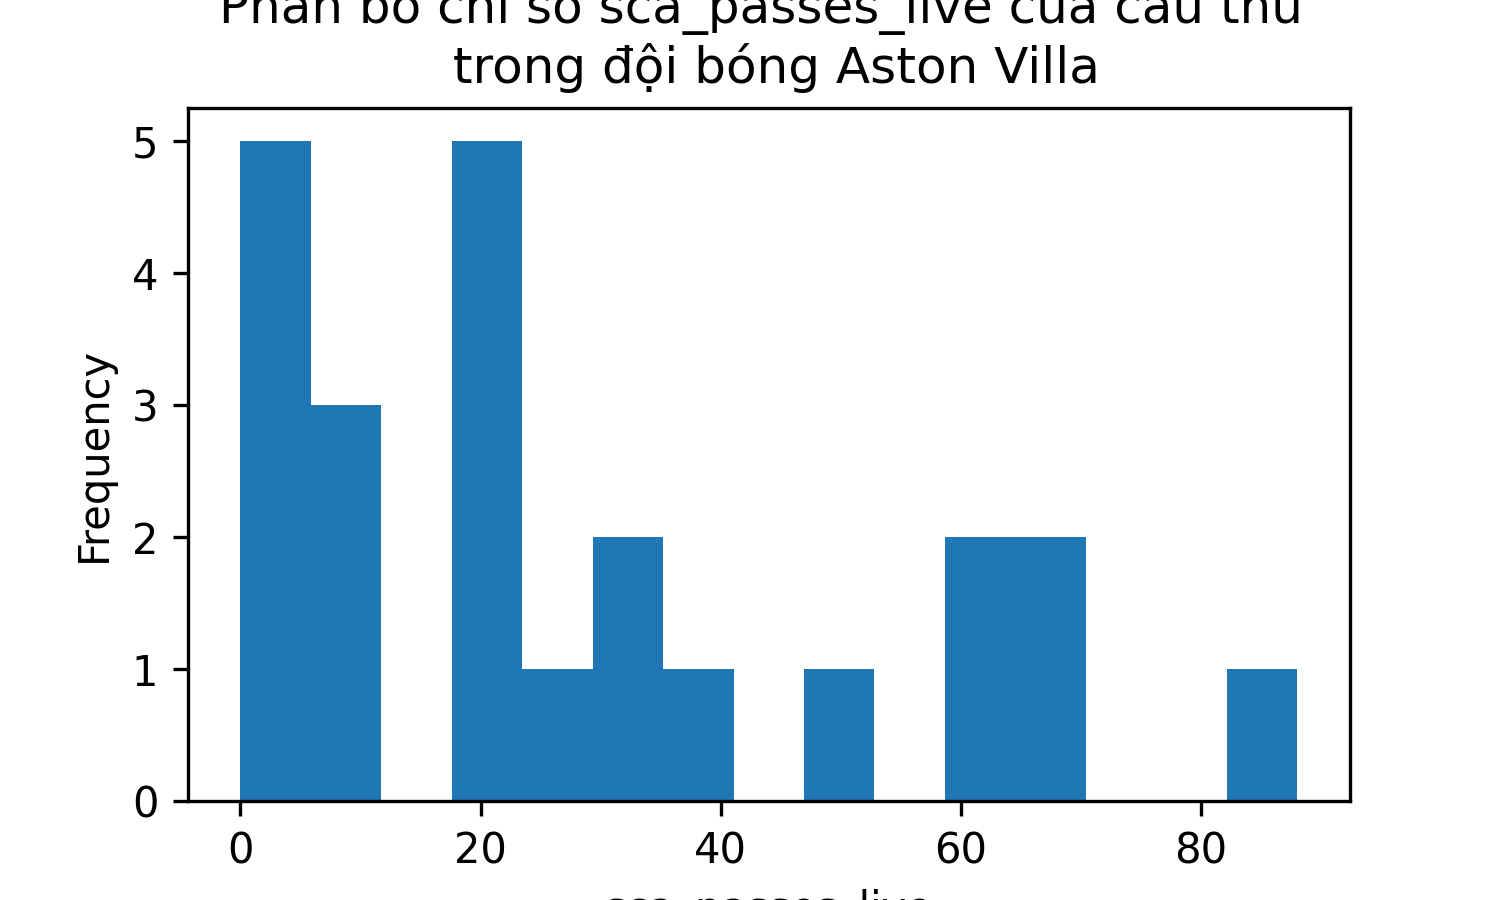 Phân bố chỉ số sca_passes_live của cầu thủ
trong đội bóng Aston Villa
5
4
3
2
1
0
Frequency
0 20 40 60 80
sca_passes_live